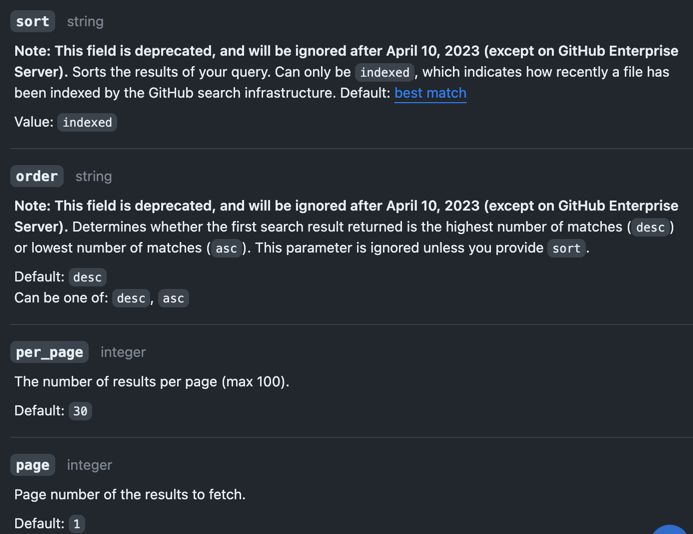 sort string
Note: This field is deprecated, and will be ignored after April 10, 2023 (except on GitHub Enterprise
Server). Sorts the results of your query. Can only be indexed, which indicates how recently a file has
been indexed by the GitHub search infrastructure. Default: best match
Value: indexed
order string
Note: This field is deprecated, and will be ignored after April 10, 2023 (except on GitHub Enterprise
Server). Determines whether the first search result returned is the highest number of matches (desc)
or lowest number of matches (asc). This parameter is ignored unless you provide sort.
Default: desc
Can be one of: desc, asc
per_page integer
The number of results per page (max 100).
Default: 30
page integer
Page number of the results to fetch.
Default: 1